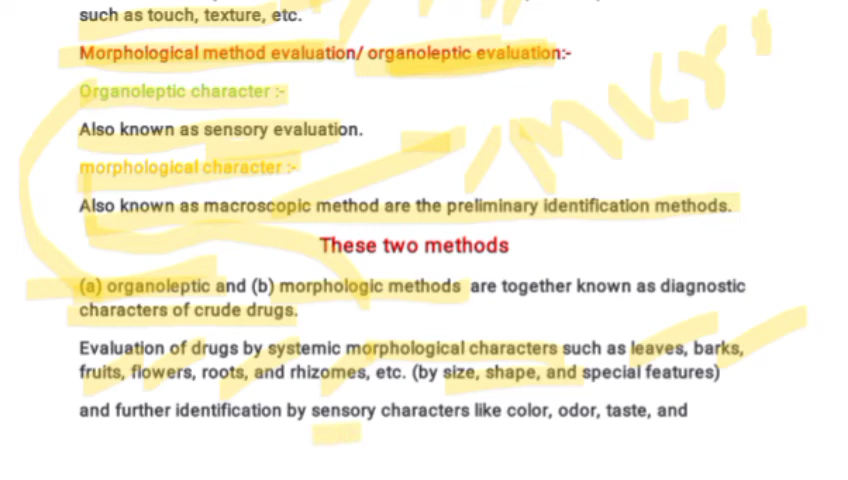 such as touch, texture, etc.
Morphological method evaluation/ organoleptic evaluation:-
Organoleptic character :-
Also known as sensory evaluation.
morphological character :-
Also known as macroscopic method are the preliminary identification methods.
These two methods
(a) organoleptic and (b) morphologic methods are together known as diagnostic
characters of crude drugs.
Evaluation of drugs by systemic morphological characters such as leaves, barks,
fruits, flowers, roots, and rhizomes, etc. (by size, shape, and special features)
and further identification by sensory characters like color, odor, taste, and